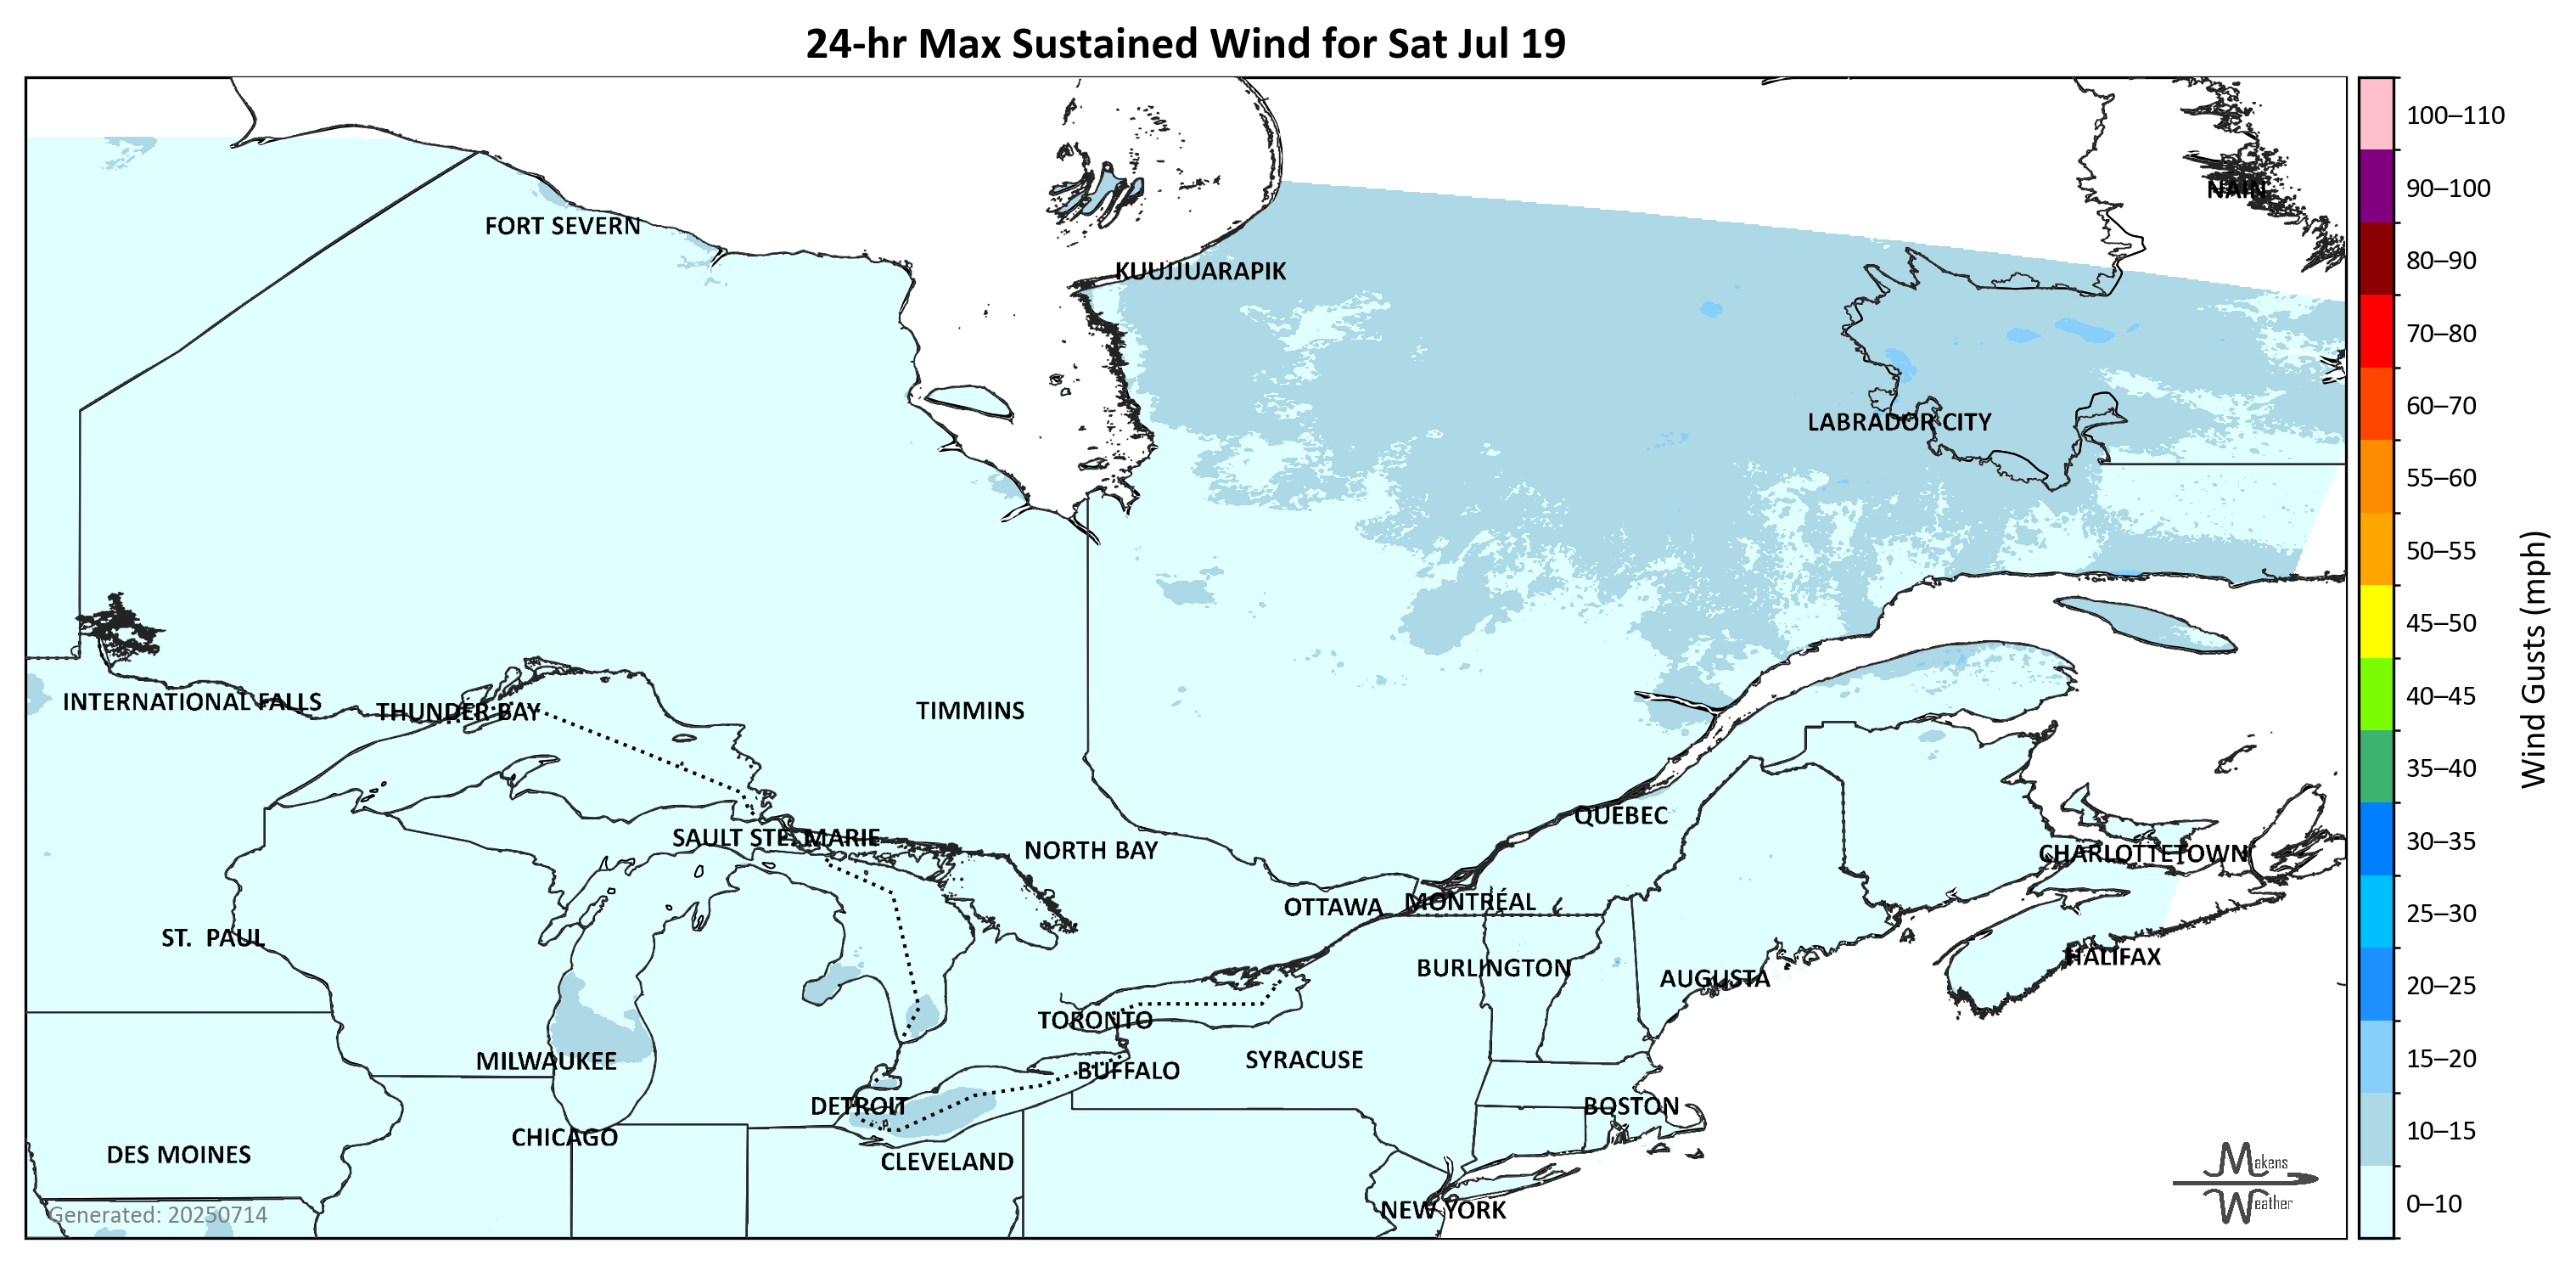 24-hr Max Sustained Wind for Sat Jul 19
100–110
90–100
80–90
70–80
60–70
55–60
50–55
45–50
40–45
35–40
30–35
25–30
20–25
15–20
10–15
0–10
Wind Gusts (mph)
NAIN
FORT SEVERN
KUUJJUARAPIK
LABRADOR CITY
INTERNATIONAL FALLS
THUNDER BAY
TIMMINS
QUÉBEC
SAULT STE. MARIE
NORTH BAY
CHARLOTTETOWN
OTTAWA
MONTRÉAL
ST. PAUL
HALIFAX
BURLINGTON
AUGUSTA
TORONTO
MILWAUKEE
SYRACUSE
BUFFALO
DETROIT
BOSTON
CHICAGO
DES MOINES
CLEVELAND
NEW YORK
Generated: 20250714
Makens
Weather